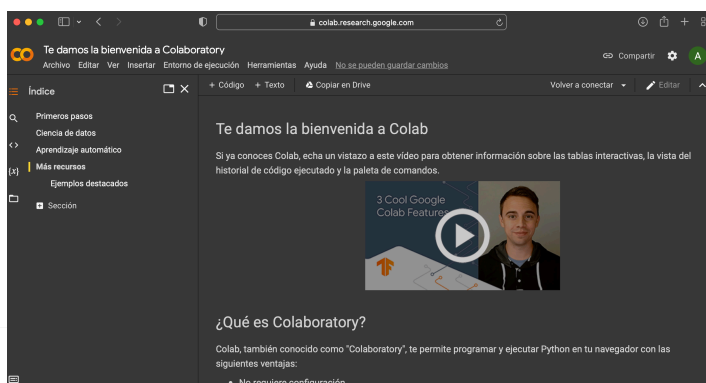 colab.research.google.com
Te damos la bienvenida a Colaboratory
Archivo Editar Ver Insertar Entorno de ejecución Herramientas Ayuda No se pueden guardar cambios
Compartir
A
Índice
+ Código + Texto Copiar en Drive
Volver a conectar
Editar
Primeros pasos
Ciencia de datos
Aprendizaje automático
Más recursos
Ejemplos destacados
Sección
{x}
Te damos la bienvenida a Colab
Si ya conoces Colab, echa un vistazo a este vídeo para obtener información sobre las tablas interactivas, la vista del
historial de código ejecutado y la paleta de comandos.
3 Cool Google
Colab Features
¿Qué es Colaboratory?
Colab, también conocido como "Colaboratory", te permite programar y ejecutar Python en tu navegador con las
siguientes ventajas:
No requiere configuración